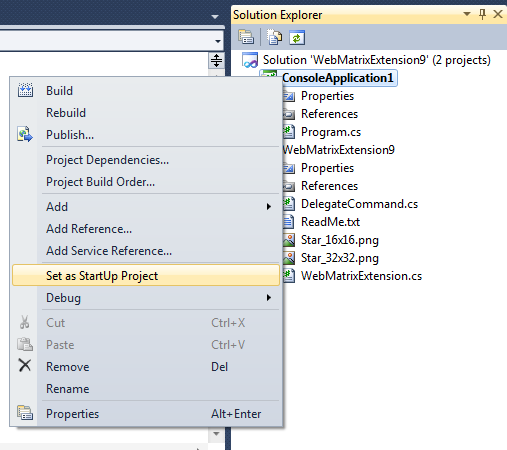 Solution Explorer
Solution 'WebMatrixExtension9' (2 projects)
ConsoleApplication1
Properties
References
Program.cs
WebMatrixExtension9
Properties
References
DelegateCommand.cs
ReadMe.txt
Star_16x16.png
Star_32x32.png
WebMatrixExtension.cs
Build
Rebuild
Publish...
Project Dependencies...
Project Build Order...
Add
Add Reference...
Add Service Reference...
Set as StartUp Project
Debug
Cut Ctrl+X
Paste Ctrl+V
Remove Del
Rename
Properties Alt+Enter